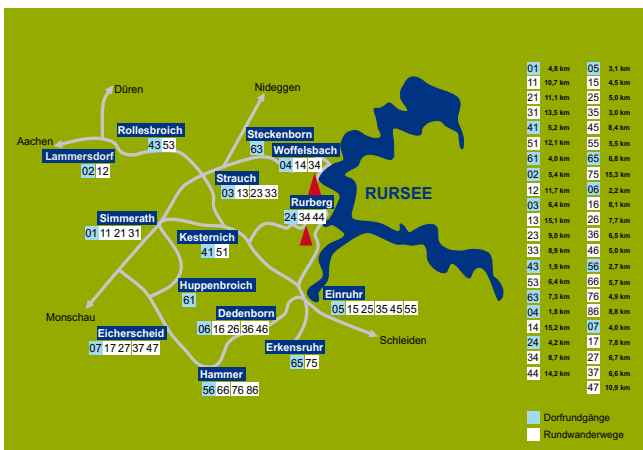 Düren
Nideggen
Aachen
Rollesbroich
43 53
Steckenborn
63
Lammersdorf
02 12
Woffelsbach
04 14 34
Strauch
03 13 23 33
RURSEE
Rurberg
24 34 44
Simmerath
01 11 21 31
Kesternich
41 51
Huppenbroich
61
Einruhr
05 15 25 35 45 55
Monschau
Dedenborn
06 16 26 36 46
Schleiden
Eicherscheid
07 17 27 37 47
Erkensruhr
65 75
Hammer
56 66 76 86
01 4,8 km
11 10,7 km
21 11,1 km
31 13,5 km
41 5,2 km
51 12,1 km
61 4,0 km
02 5,4 km
12 11,7 km
03 6,4 km
13 15,1 km
23 9,0 km
33 8,9 km
43 1,9 km
53 6,4 km
63 7,3 km
04 1,8 km
14 15,2 km
24 4,2 km
34 8,7 km
44 14,2 km
05 3,1 km
15 4,5 km
25 5,0 km
35 3,0 km
45 8,4 km
55 5,5 km
65 6,8 km
75 15,3 km
06 2,2 km
16 8,1 km
26 7,7 km
36 6,5 km
46 5,0 km
56 2,7 km
66 5,7 km
76 4,9 km
86 8,8 km
07 4,0 km
17 7,8 km
27 6,7 km
37 6,6 km
47 10,9 km
Dorfrundgänge
Rundwanderwege